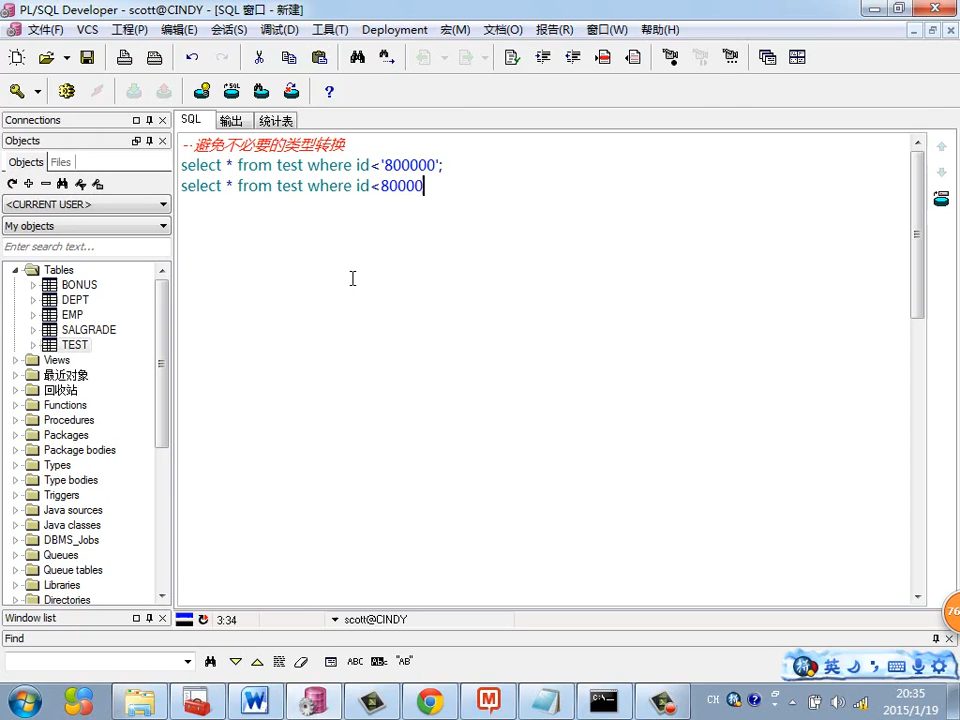 PL/SQL Developer - scott@CINDY - [SQL 窗口 - 新建]
文件(F) VCS 工程(P) 编辑(E) 会话(S) 调试(D) 工具(T) Deployment 宏(M) 文档(O) 报告(R) 窗口(W) 帮助(H)
Connections
Objects
Objects Files
<CURRENT USER>
My objects
Enter search text...
Tables
BONUS
DEPT
EMP
SALGRADE
TEST
Views
最近对象
回收站
Functions
Procedures
Packages
Package bodies
Types
Type bodies
Triggers
Java sources
Java classes
DBMS_Jobs
Queues
Queue tables
Libraries
Directories
Window list
SQL 输出 统计表
--避免不必要的类型转换
select * from test where id<'800000';
select * from test where id<80000
3:34 scott@CINDY
Find
ABC ABc "AB"
76
英
CH
20:35
2015/1/19